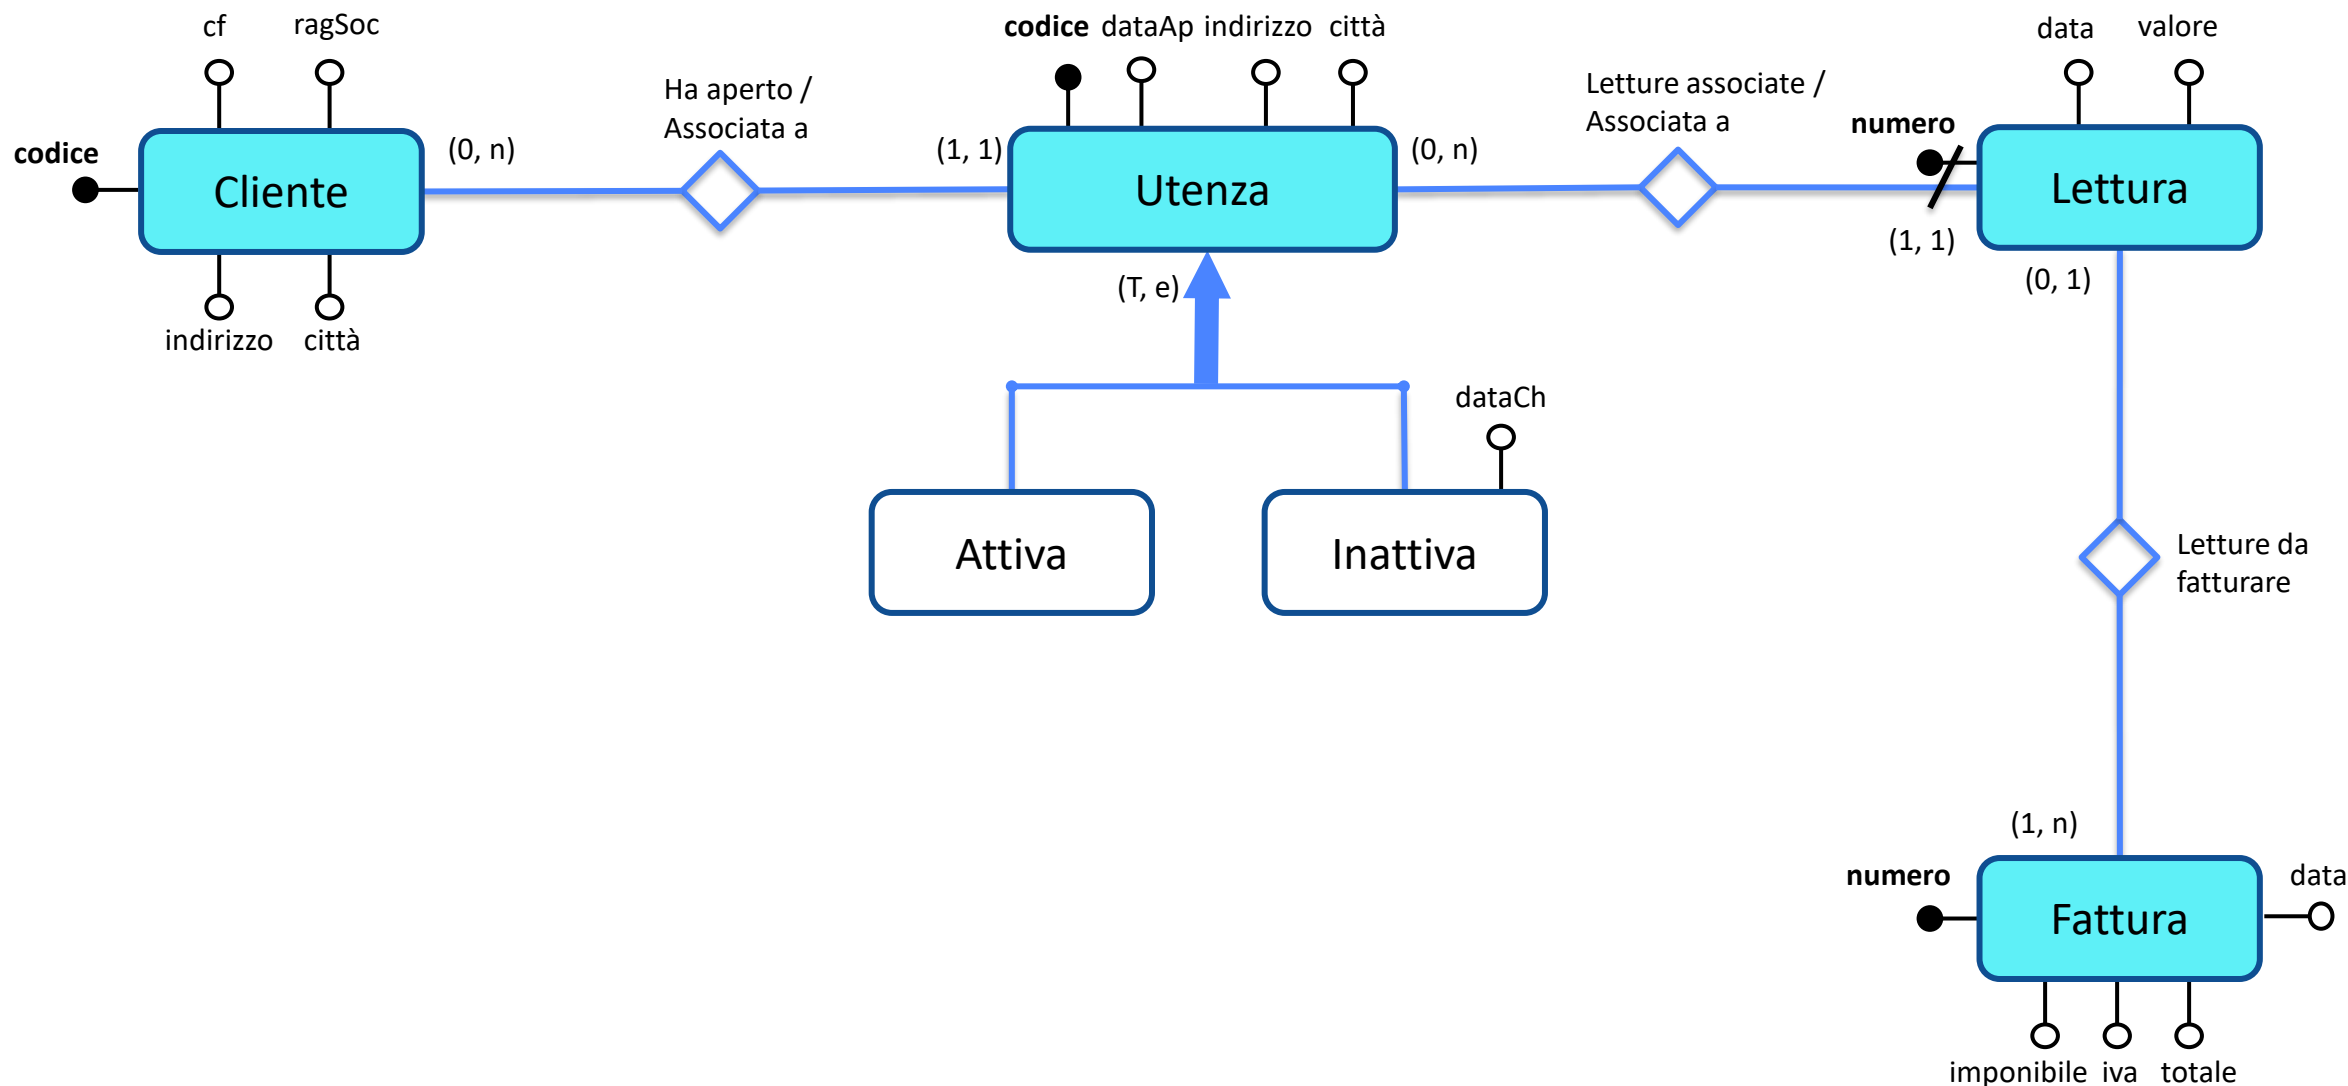 cf ragSoc
codice dataAp indirizzo città
data valore
Ha aperto /
Associata a
Letture associate /
Associata a
numero
codice
(0, n)
(1, 1)
(0, n)
Cliente
Utenza
Lettura
(1, 1)
(T, e)
(0, 1)
indirizzo città
dataCh
Attiva
Inattiva
Letture da
fatturare
(1, n)
numero
data
Fattura
imponibile iva totale